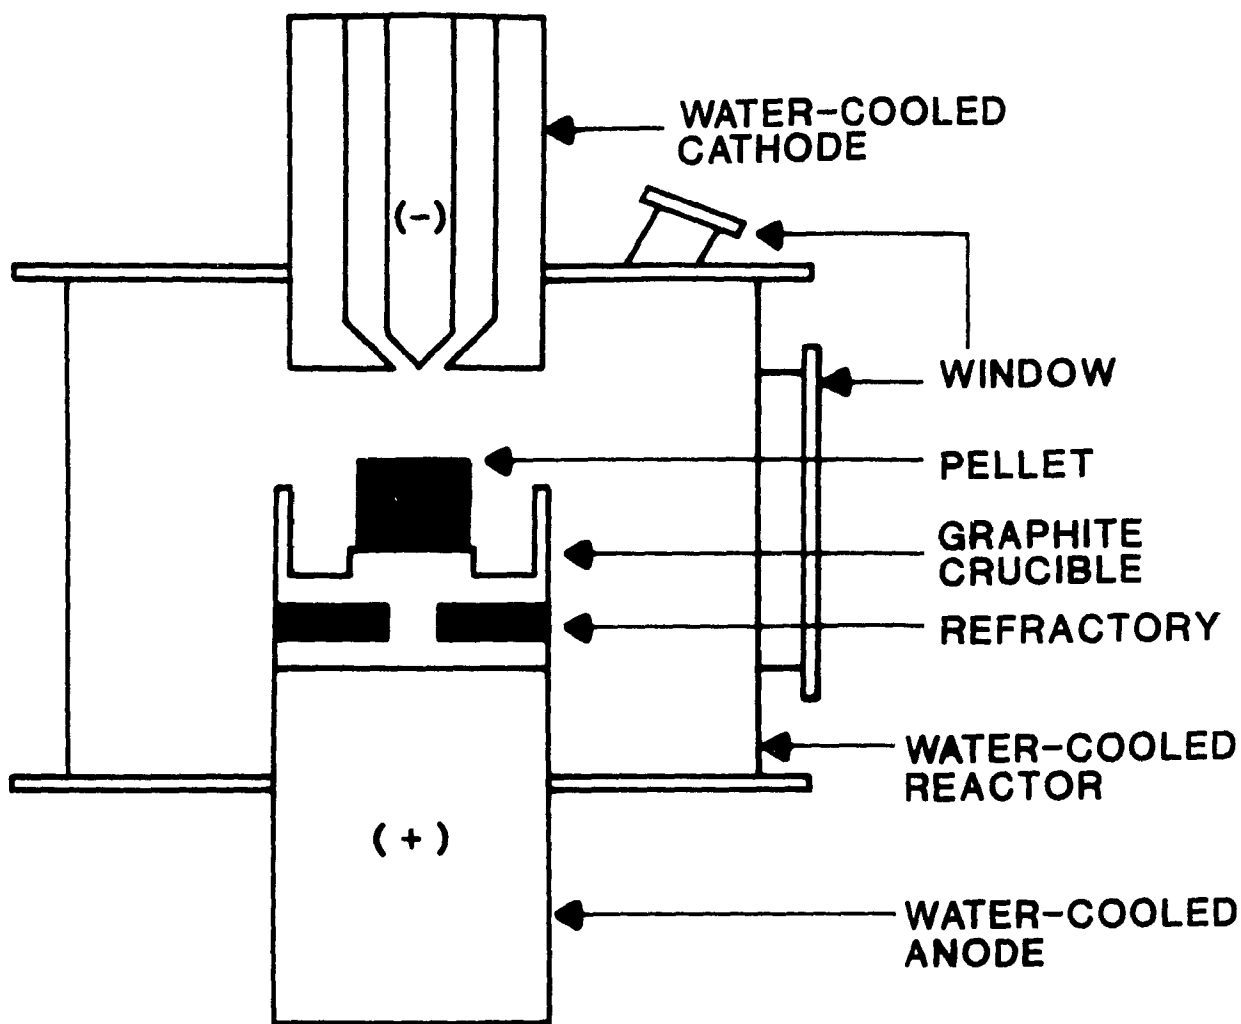 WATER-COOLED
CATHODE
(-)
WINDOW
PELLET
GRAPHITE
CRUCIBLE
REFRACTORY
WATER-COOLED
REACTOR
(+)
WATER-COOLED
ANODE